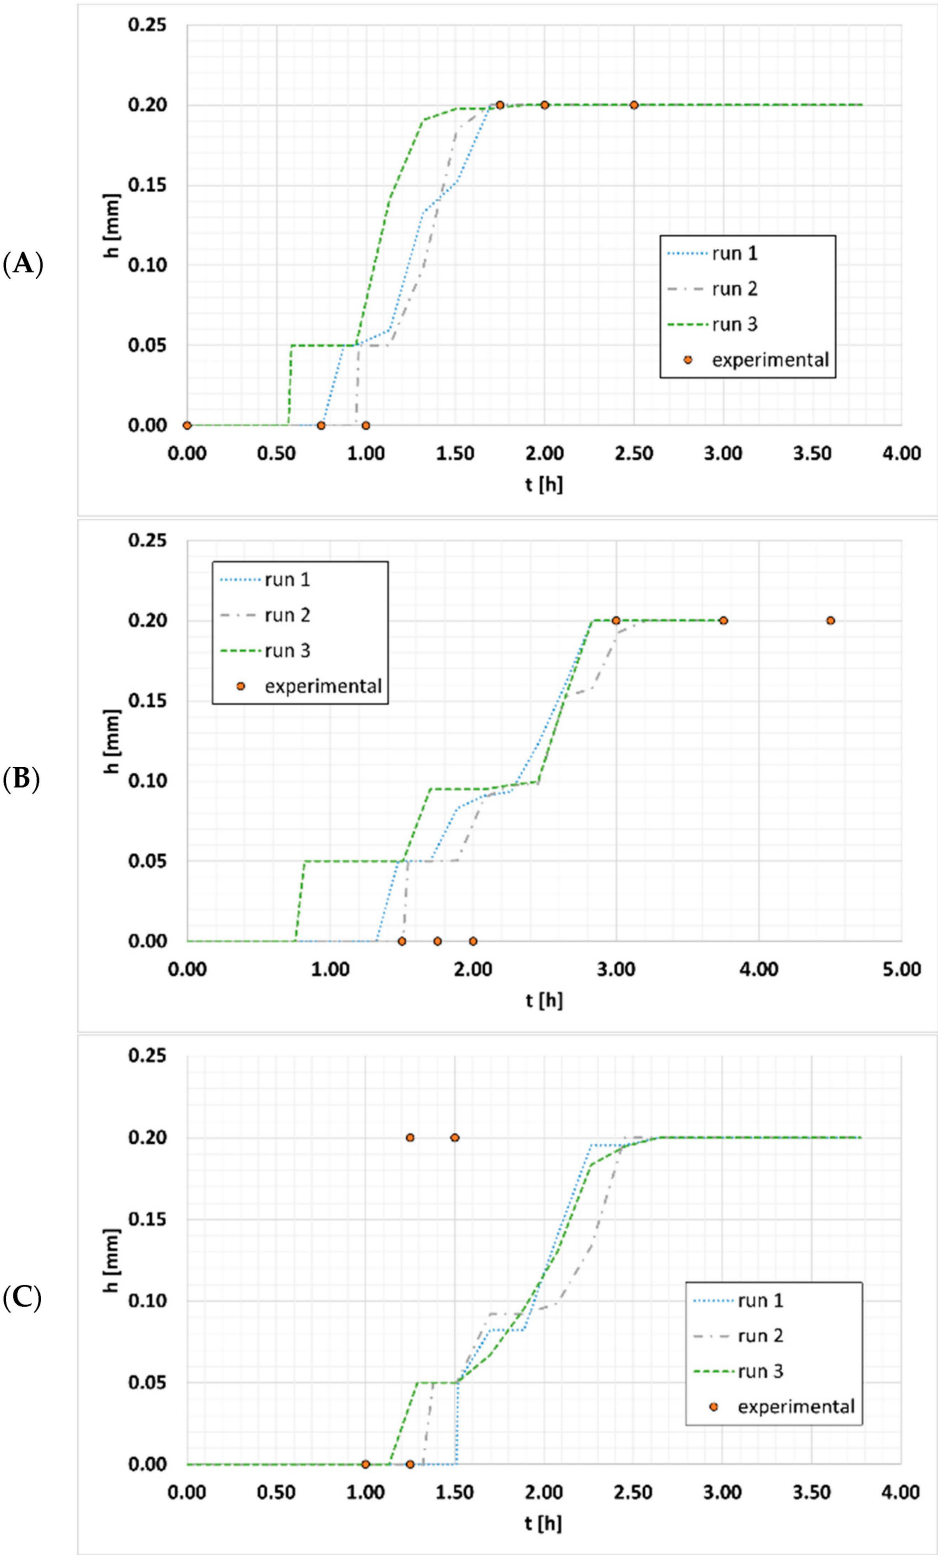 (A)
h [mm]
0.25
0.20
0.15
0.10
0.05
0.00
0.00 0.50 1.00 1.50 2.00 2.50 3.00 3.50 4.00
t [h]
run 1
run 2
run 3
experimental
(B)
h [mm]
0.25
0.20
0.15
0.10
0.05
0.00
0.00 1.00 2.00 3.00 4.00 5.00
t [h]
run 1
run 2
run 3
experimental
(C)
h [mm]
0.25
0.20
0.15
0.10
0.05
0.00
0.00 0.50 1.00 1.50 2.00 2.50 3.00 3.50 4.00
t [h]
run 1
run 2
run 3
experimental